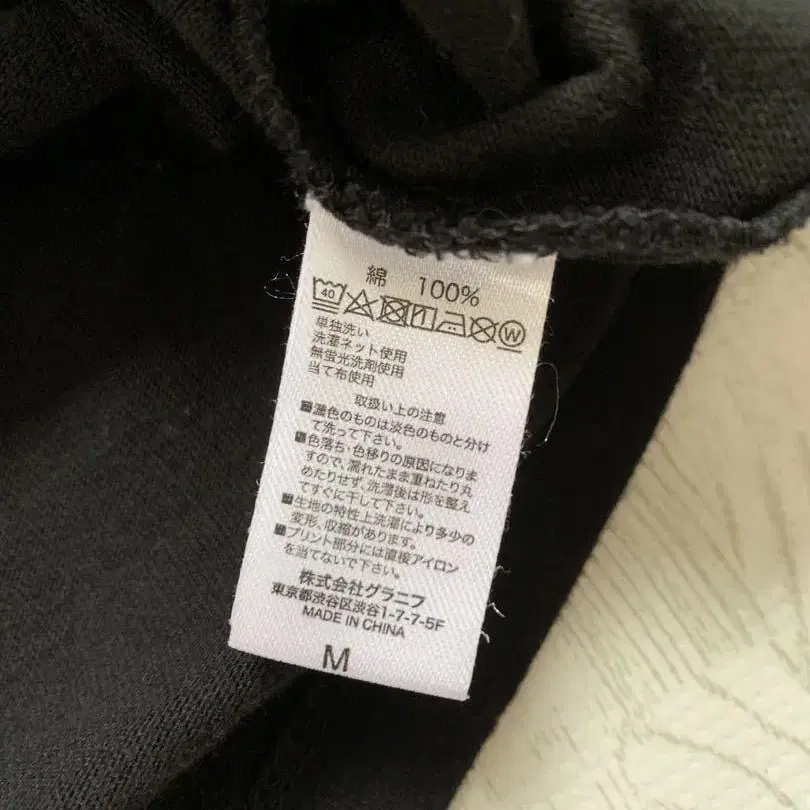 綿 100%
40 W
単独洗い
洗濯ネット使用
無蛍光洗剤使用
当て布使用
取扱い上の注意
■濃色のものは淡色のものと分け
て洗って下さい。
■色落ち・色移りの原因になりま
すので、濡れたまま重ねたり丸
めたりせず、洗濯後は形を整え
てすぐに干して下さい。
■生地の特性上洗濯により多少の
変形、収縮があります。
■プリント部分には直接アイロン
を当てないで下さい。
株式会社グラニフ
東京都渋谷区渋谷1-7-7-5F
MADE IN CHINA
M